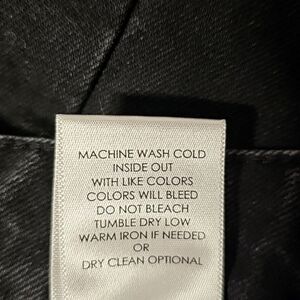 MACHINE WASH COLD
INSIDE OUT
WITH LIKE COLORS
COLORS WILL BLEED
DO NOT BLEACH
TUMBLE DRY LOW
WARM IRON IF NEEDED
OR
DRY CLEAN OPTIONAL